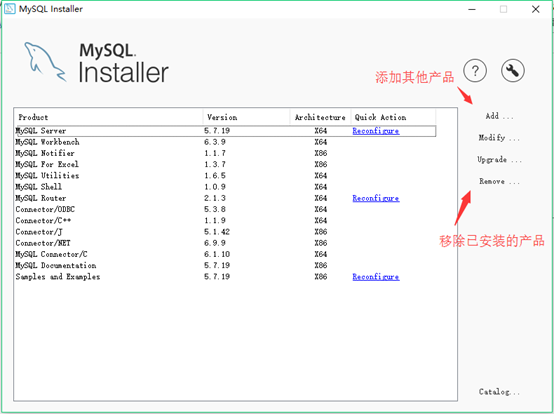 MySQL Installer
MySQL.
Installer
?
添加其他产品
Product Version Architecture Quick Action
MySQL Server 5.7.19 X64 Reconfigure
MySQL Workbench 6.3.9 X64
MySQL Notifier 1.1.7 X86
MySQL For Excel 1.3.7 X86
MySQL Utilities 1.6.5 X64
MySQL Shell 1.0.9 X64
MySQL Router 2.1.3 X64 Reconfigure
Connector/ODBC 5.3.8 X64
Connector/C++ 1.1.9 X64
Connector/J 5.1.42 X86
Connector/NET 6.9.9 X86
MySQL Connector/C 6.1.10 X64
MySQL Documentation 5.7.19 X86
Samples and Examples 5.7.19 X86 Reconfigure
Add ...
Modify ...
Upgrade ...
Remove ...
移除已安装的产品
Catalog...